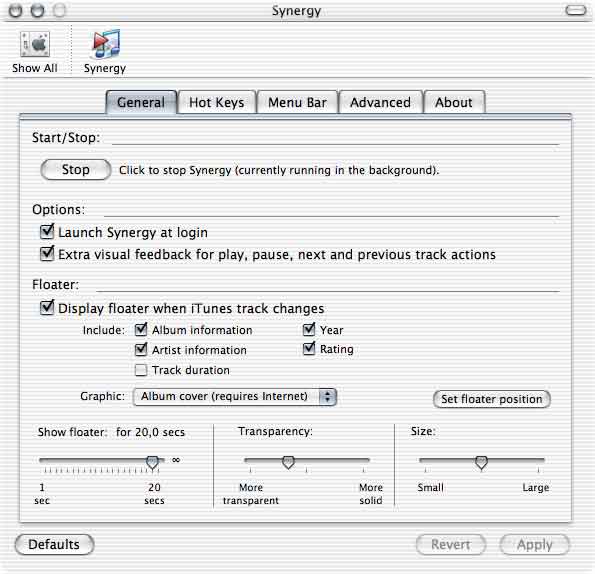 Synergy
Show All
Synergy
General Hot Keys Menu Bar Advanced About
Start/Stop:
Stop Click to stop Synergy (currently running in the background).
Options:
Launch Synergy at login
Extra visual feedback for play, pause, next and previous track actions
Floater:
Display floater when iTunes track changes
Include: Album information Year
Artist information Rating
Track duration
Graphic: Album cover (requires Internet) Set floater position
Show floater: for 20,0 secs Transparency: Size:
∞
1 20 More More Small Large
sec secs transparent solid
Defaults Revert Apply